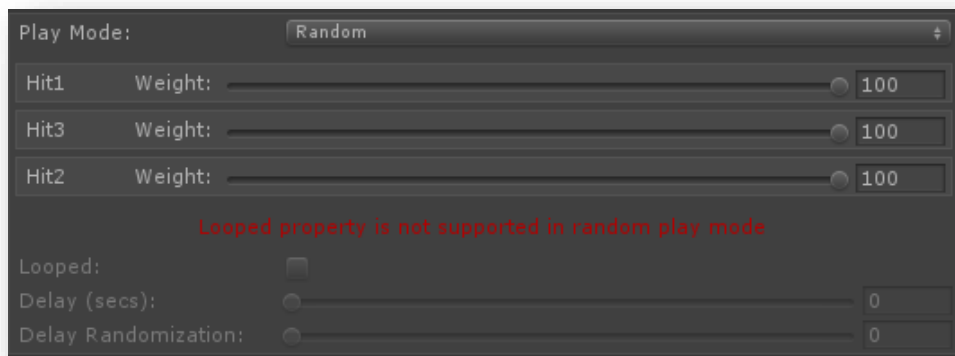 Play Mode: Random
Hit1 Weight: 100
Hit3 Weight: 100
Hit2 Weight: 100
Looped property is not supported in random play mode
Looped:
Delay (secs): 0
Delay Randomization: 0